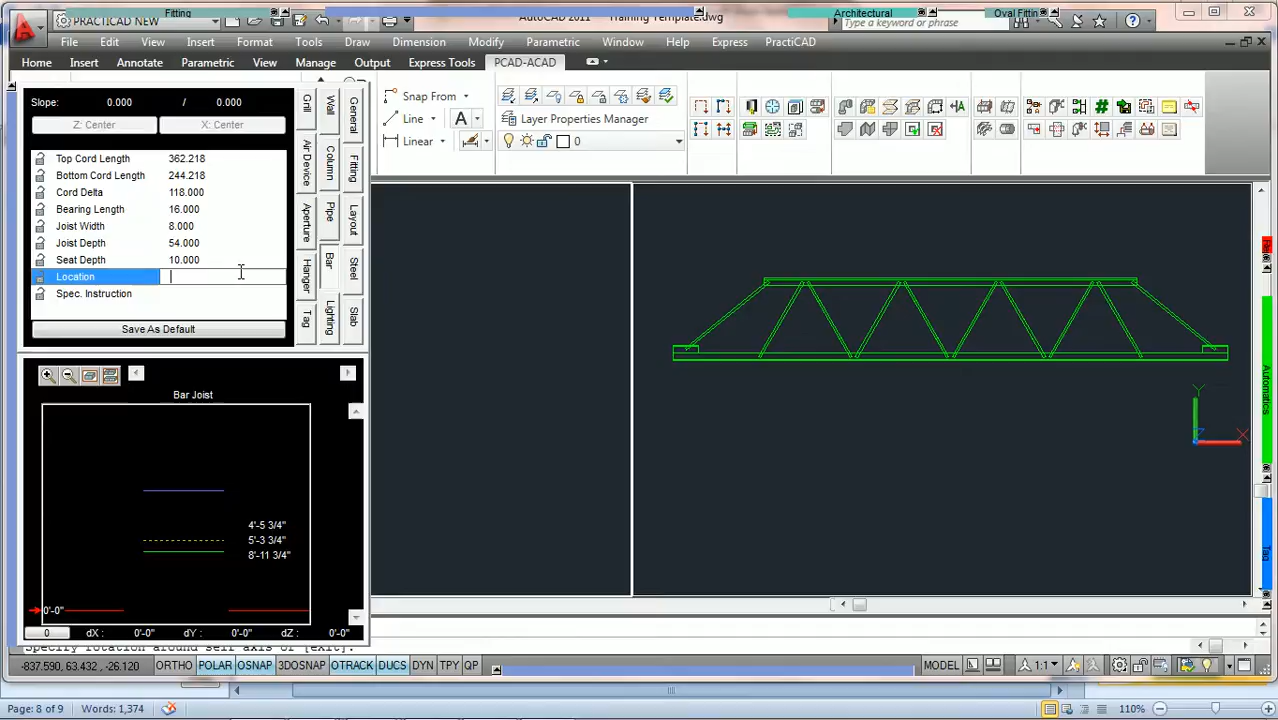 Fitting
Architectural
Oval Fitting
PRACTICAD NEW
AutoCAD 2011
Training Template.dwg
Type a keyword or phrase
File Edit View Insert Format Tools Draw Dimension Modify Parametric Window Help Express PractiCAD
Home Insert Annotate Parametric View Manage Output Express Tools PCAD-ACAD
Slope: 0.000 / 0.000
Z: Center X: Center
Top Cord Length 362.218
Bottom Cord Length 244.218
Cord Delta 118.000
Bearing Length 16.000
Joist Width 8.000
Joist Depth 54.000
Seat Depth 10.000
Location
Spec. Instruction
Save As Default
Grill
Air Device
Aperture
Hanger
Tag
Wall
Column
Pipe
Bar
Lighting
General
Fitting
Layout
Steel
Slab
Snap From
Line
A
Layer Properties Manager
Linear
0
Bar Joist
4'-5 3/4"
5'-3 3/4"
8'-11 3/4"
0'-0"
0 dX : 0'-0" dY : 0'-0" dZ : 0'-0"
Y
X
Z
Automatics
Tag
Specify rotation around self axis or [exit]:
-837.590, 63.432, -26.120 ORTHO POLAR OSNAP 3DOSNAP OTRACK DUCS DYN TPY QP MODEL 1:1
Page: 8 of 9 Words: 1,374 110%